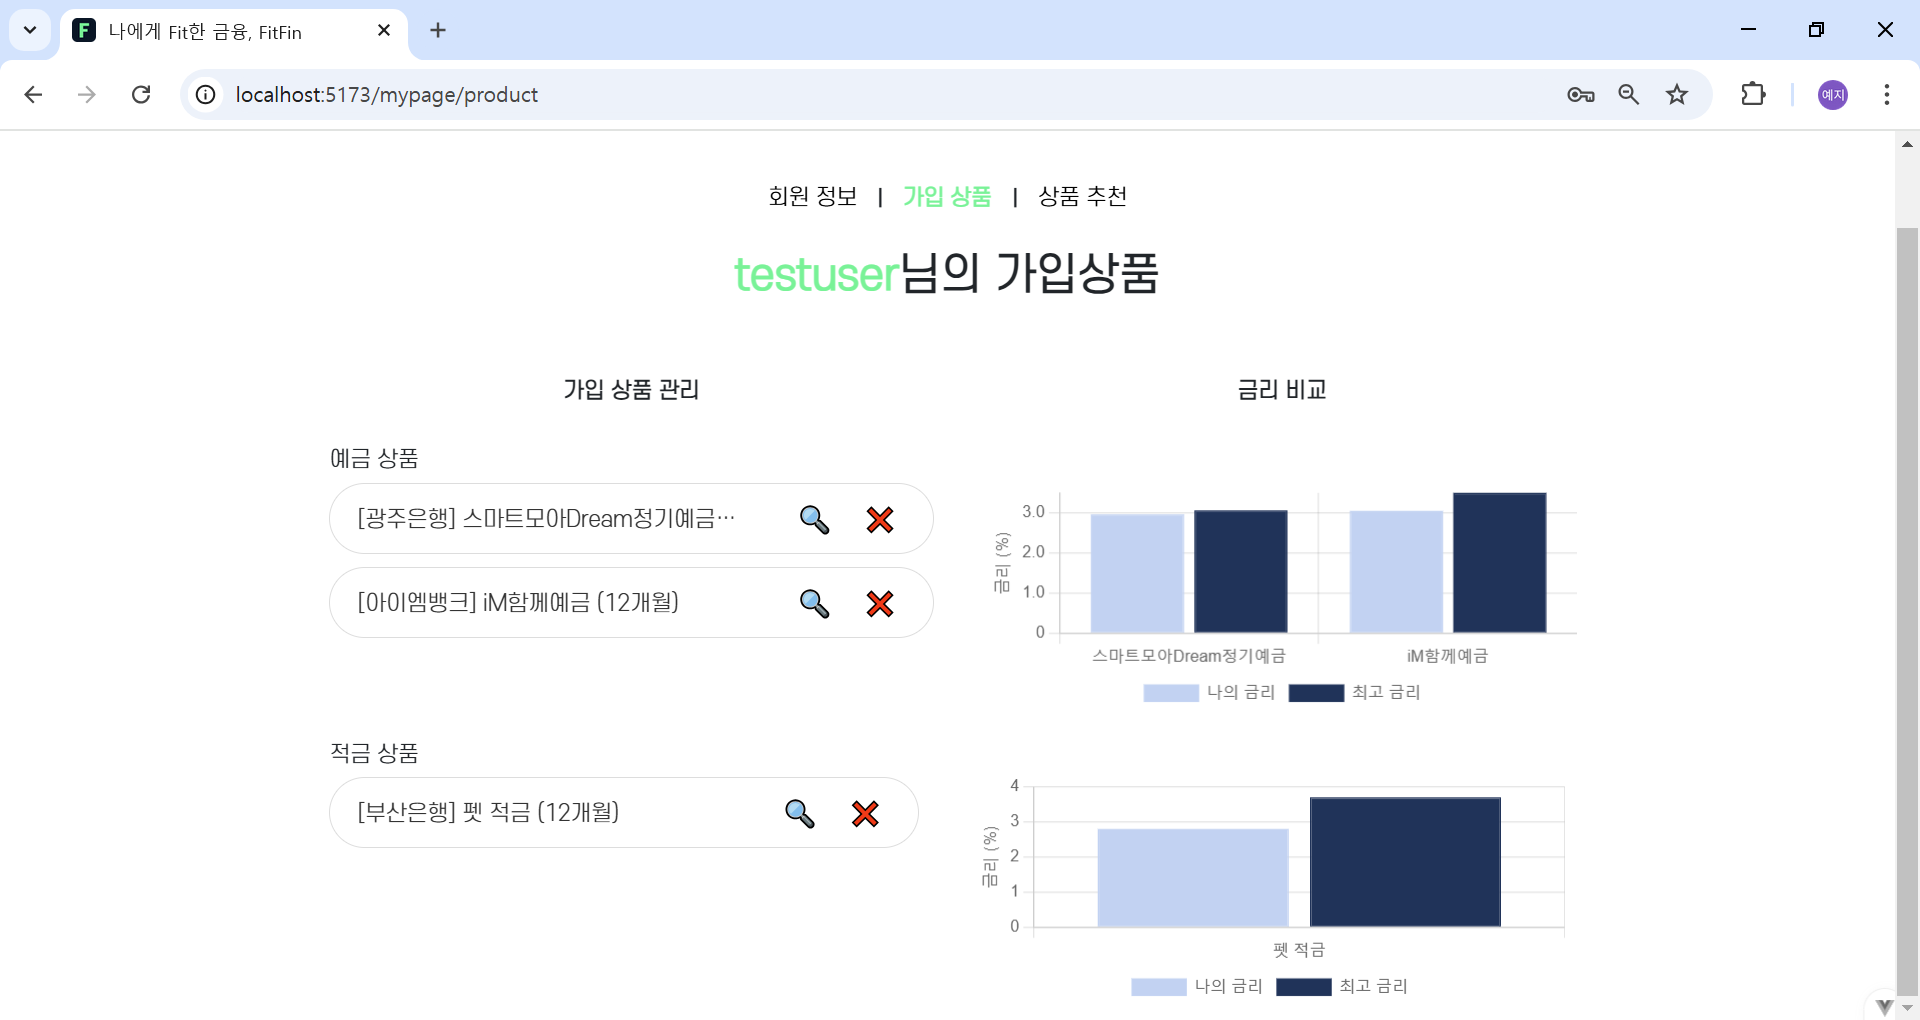 나에게 Fit한 금융, FitFin
localhost:5173/mypage/product
예지
회원 정보 | 가입 상품 | 상품 추천
testuser님의 가입상품
가입 상품 관리
예금 상품
[광주은행] 스마트모아Dream정기예금…
[아이엠뱅크] iM함께예금 (12개월)
적금 상품
[부산은행] 펫 적금 (12개월)
금리 비교
금리 (%)
3.0
2.0
1.0
0
스마트모아Dream정기예금 iM함께예금
나의 금리 최고 금리
금리 (%)
4
3
2
1
0
펫 적금
나의 금리 최고 금리